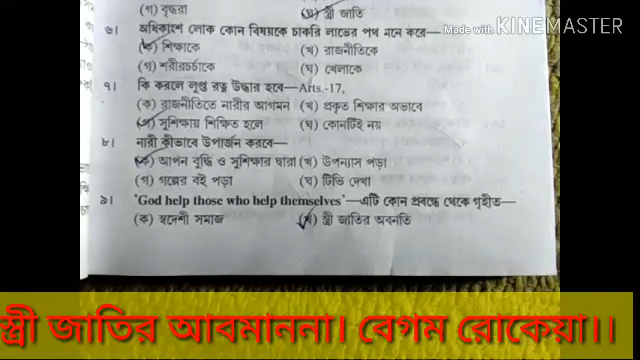 (গ) বৃদ্ধরা (ঘ) স্ত্রী জাতি
Made with KINEMASTER
৬। অধিকাংশ লোক কোন বিষয়কে চাকরি লাভের পথ মনে করে—
(ক) শিক্ষাকে (খ) রাজনীতিকে
(গ) শরীরচর্চাকে (ঘ) খেলাকে
৭। কি করলে লুপ্ত রত্ন উদ্ধার হবে—Arts.-17,
(ক) রাজনীতিতে নারীর আগমন (খ) প্রকৃত শিক্ষার অভাবে
(গ) সুশিক্ষায় শিক্ষিত হলে (ঘ) কোনটিই নয়
৮। নারী কীভাবে উপার্জন করবে—
(ক) আপন বুদ্ধি ও সুশিক্ষার দ্বারা (খ) উপন্যাস পড়া
(গ) গল্পের বই পড়া (ঘ) টিভি দেখা
৯। ‘God help those who help themselves’ —এটি কোন প্রবন্ধে থেকে গৃহীত—
(ক) স্বদেশী সমাজ (খ) স্ত্রী জাতির অবনতি
স্ত্রী জাতির আবমাননা। বেগম রোকেয়া।।